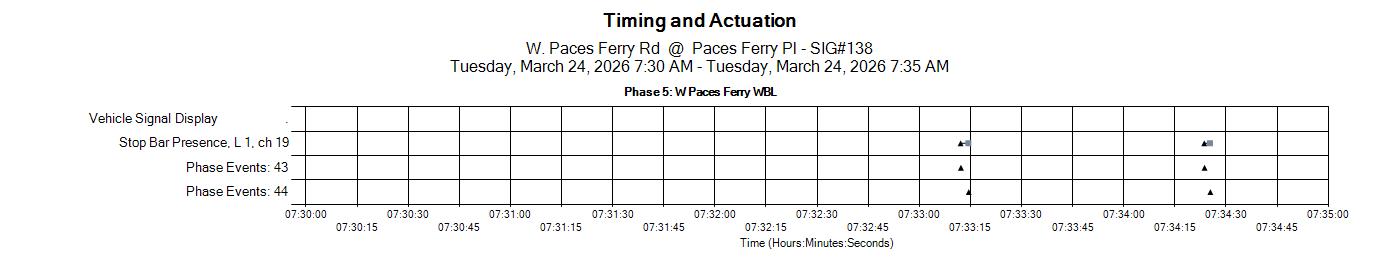 Timing and Actuation
W. Paces Ferry Rd @ Paces Ferry Pl - SIG#138
Tuesday, March 24, 2026 7:30 AM - Tuesday, March 24, 2026 7:35 AM
Phase 5: W Paces Ferry WBL
Vehicle Signal Display .
Stop Bar Presence, L 1, ch 19
Phase Events: 43
Phase Events: 44
07:30:00 07:30:30 07:31:00 07:31:30 07:32:00 07:32:30 07:33:00 07:33:30 07:34:00 07:34:30 07:35:00
07:30:15 07:30:45 07:31:15 07:31:45 07:32:15 07:32:45 07:33:15 07:33:45 07:34:15 07:34:45
Time (Hours:Minutes:Seconds)